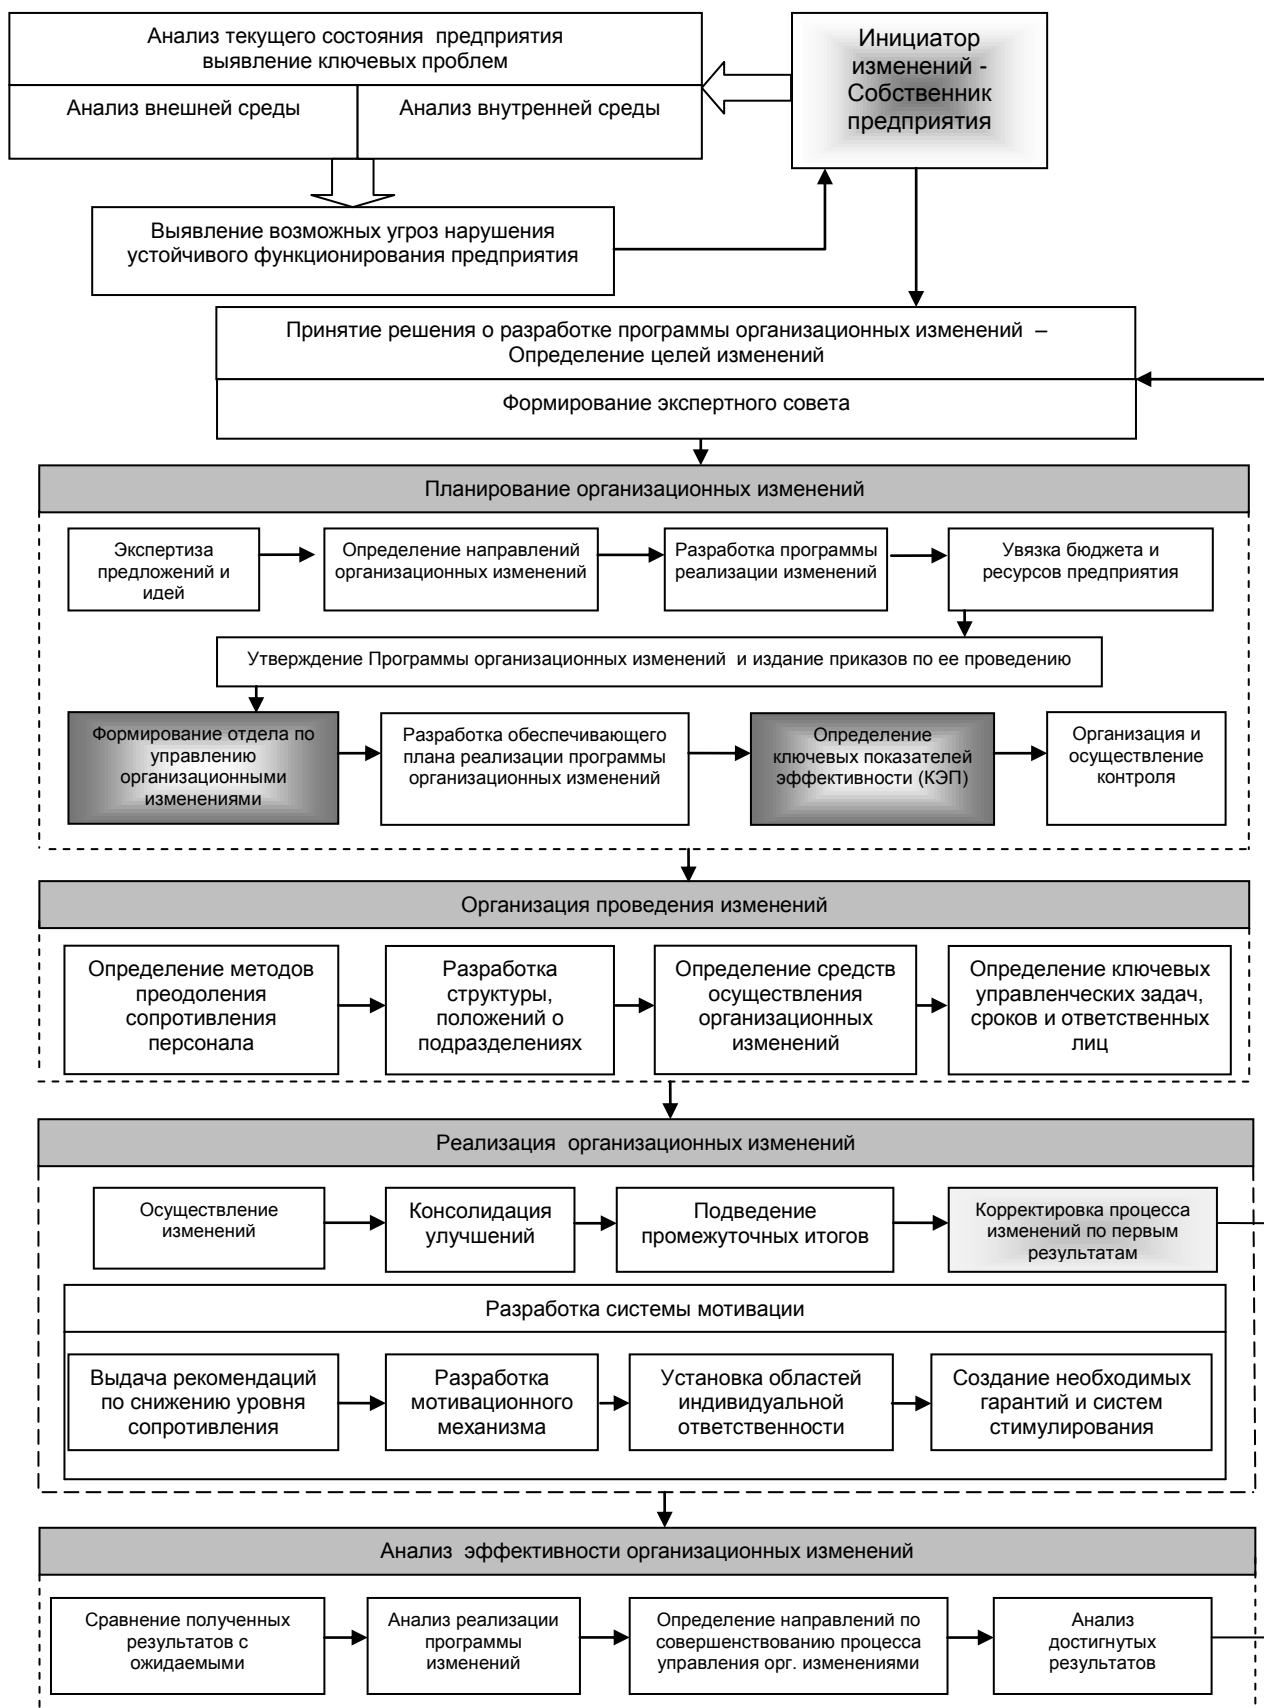 Анализ текущего состояния предприятия
выявление ключевых проблем
Анализ внешней среды
Анализ внутренней среды
Инициатор
изменений -
Собственник
предприятия
Выявление возможных угроз нарушения
устойчивого функционирования предприятия
Принятие решения о разработке программы организационных изменений –
Определение целей изменений
Формирование экспертного совета
Планирование организационных изменений
Экспертиза
предложений и
идей
Определение направлений
организационных изменений
Разработка программы
реализации изменений
Увязка бюджета и
ресурсов предприятия
Утверждение Программы организационных изменений и издание приказов по ее проведению
Формирование отдела по
управлению
организационными
изменениями
Разработка обеспечивающего
плана реализации программы
организационных изменений
Определение
ключевых показателей
эффективности (КЭП)
Организация и
осуществление
контроля
Организация проведения изменений
Определение методов
преодоления
сопротивления
персонала
Разработка
структуры,
положений о
подразделениях
Определение средств
осуществления
организационных
изменений
Определение ключевых
управленческих задач,
сроков и ответственных
лиц
Реализация организационных изменений
Осуществление
изменений
Консолидация
улучшений
Подведение
промежуточных итогов
Корректировка процесса
изменений по первым
результатам
Разработка системы мотивации
Выдача рекомендаций
по снижению уровня
сопротивления
Разработка
мотивационного
механизма
Установка областей
индивидуальной
ответственности
Создание необходимых
гарантий и систем
стимулирования
Анализ эффективности организационных изменений
Сравнение полученных
результатов с
ожидаемыми
Анализ реализации
программы
изменений
Определение направлений по
совершенствованию процесса
управления орг. изменениями
Анализ
достигнутых
результатов